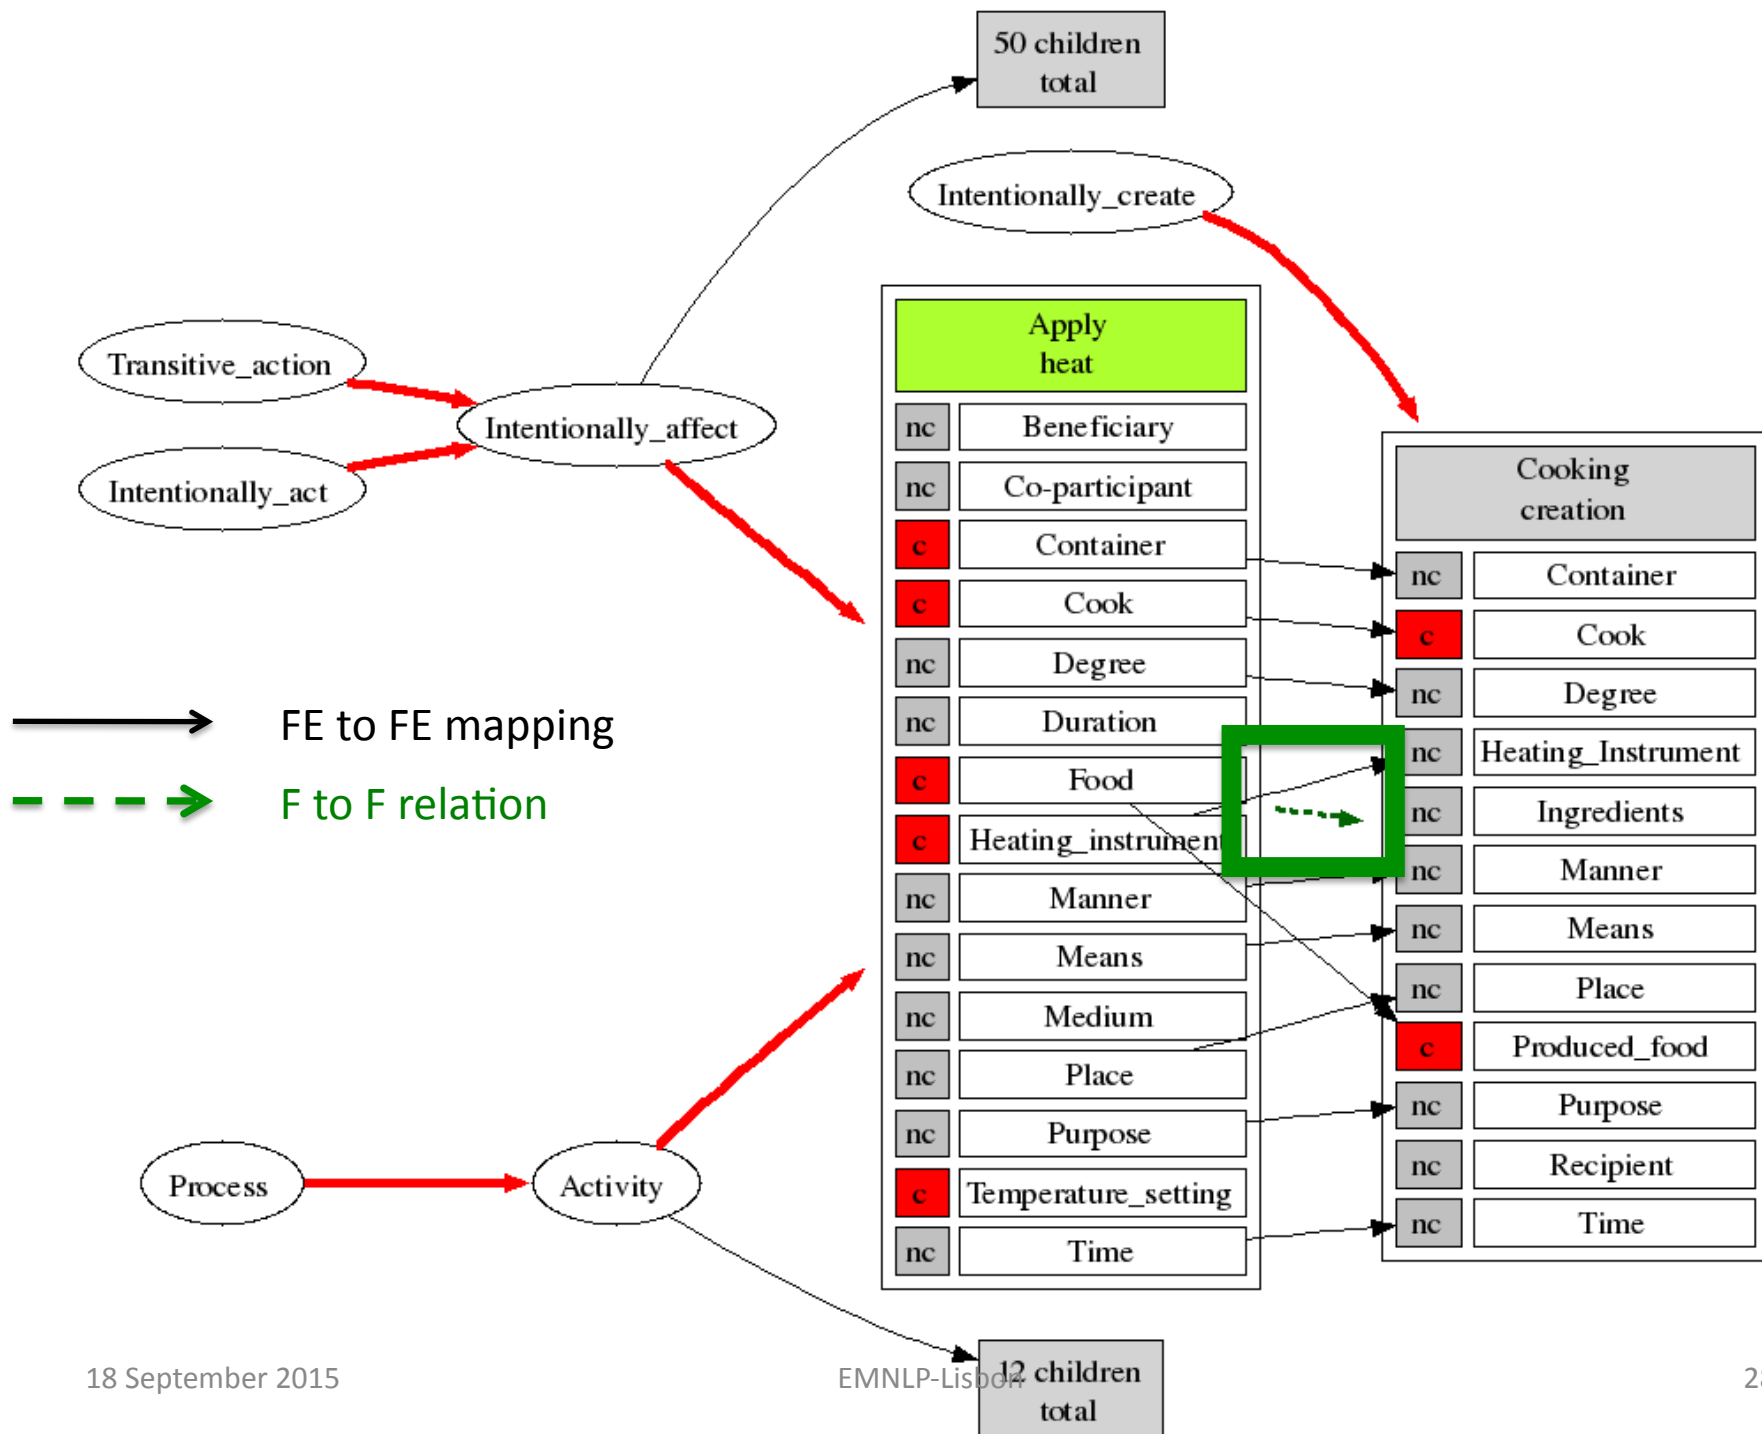 50 children
total
Intentionally_create
Transitive_action
Intentionally_affect
Intentionally_act
Apply
heat
nc Beneficiary
nc Co-participant
c Container
c Cook
nc Degree
nc Duration
c Food
c Heating_instrument
nc Manner
nc Means
nc Medium
nc Place
nc Purpose
c Temperature_setting
nc Time
Cooking
creation
nc Container
c Cook
nc Degree
nc Heating_Instrument
nc Ingredients
nc Manner
nc Means
nc Place
c Produced_food
nc Purpose
nc Recipient
nc Time
FE to FE mapping
F to F relation
Process
Activity
12 children
total
18 September 2015
EMNLP-Lisbon
28